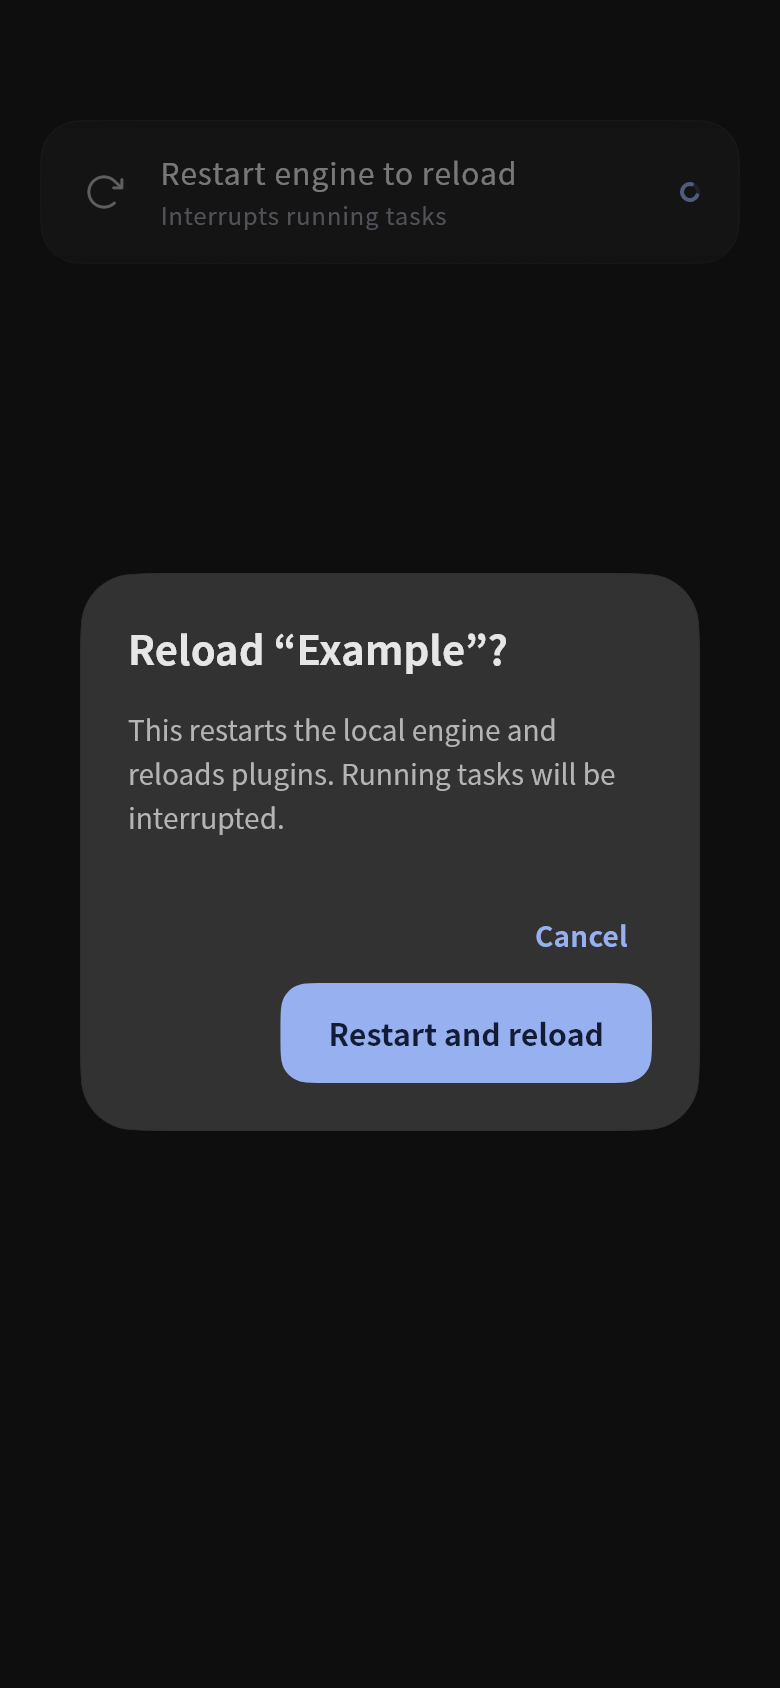 Restart engine to reload
Interrupts running tasks
Reload “Example”?
This restarts the local engine and
reloads plugins. Running tasks will be
interrupted.
Cancel
Restart and reload